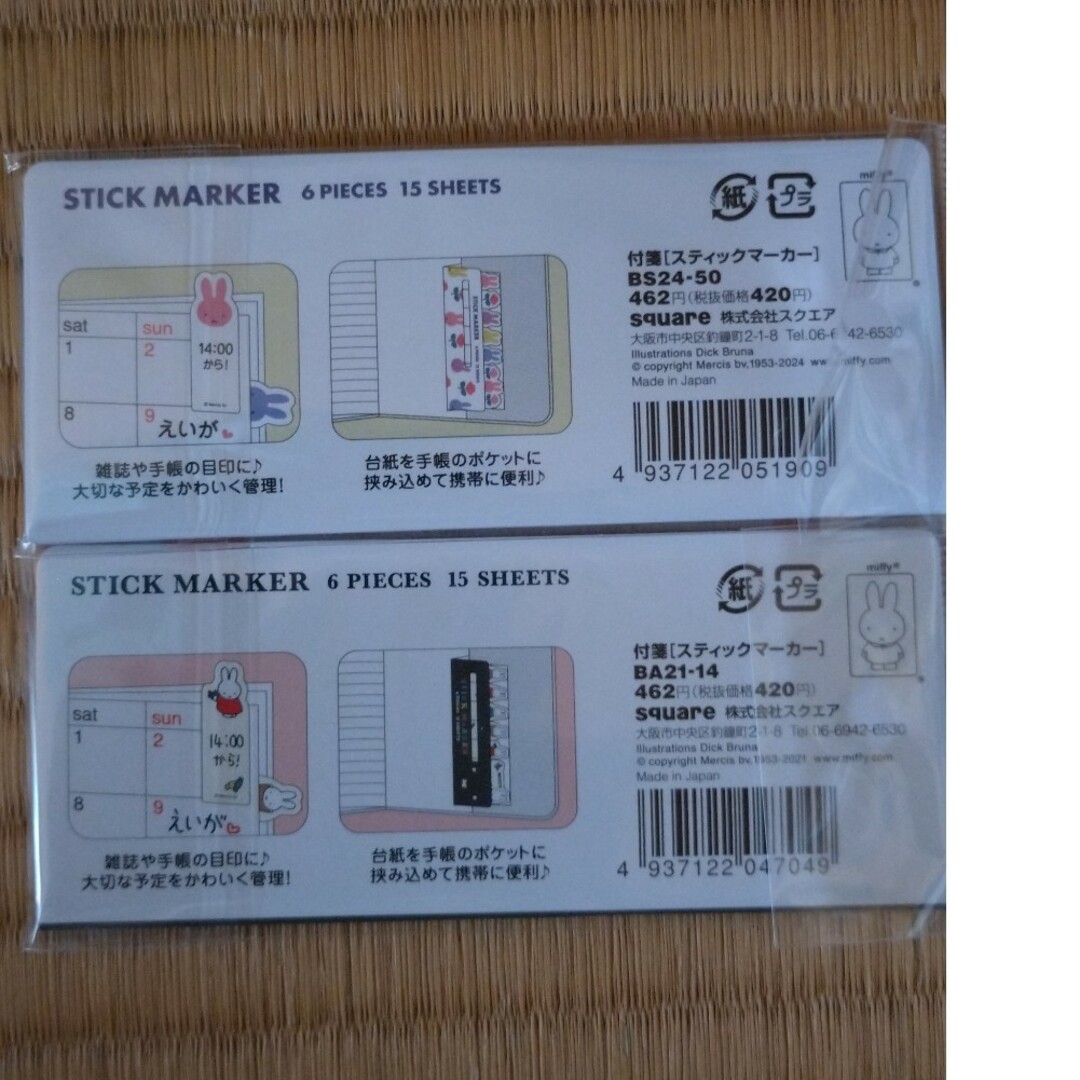 STICK MARKER 6 PIECES 15 SHEETS
紙 プラ
miffy®
sat sun
1 2
14:00
から!
8 9
えいが
雑誌や手帳の目印に♪
大切な予定をかわいく管理!
STICK MARKER
台紙を手帳のポケットに
挟み込めて携帯に便利♪
付箋[スティックマーカー]
BS24-50
462円(税抜価格420円)
square 株式会社スクエア
大阪市中央区釣鐘町2-1-8 Tel.06-6942-6530
Illustrations Dick Bruna
© copyright Mercis bv,1953-2024 www.miffy.com
Made in Japan
4 937122 051909
STICK MARKER 6 PIECES 15 SHEETS
紙 プラ
miffy®
sat sun
1 2
14:00
から!
8 9
えいが
雑誌や手帳の目印に♪
大切な予定をかわいく管理!
台紙を手帳のポケットに
挟み込めて携帯に便利♪
付箋[スティックマーカー]
BA21-14
462円(税抜価格420円)
square 株式会社スクエア
大阪市中央区釣鐘町2-1-8 Tel.06-6942-6530
Illustrations Dick Bruna
© copyright Mercis bv,1953-2021 www.miffy.com
Made in Japan
4 937122 047049